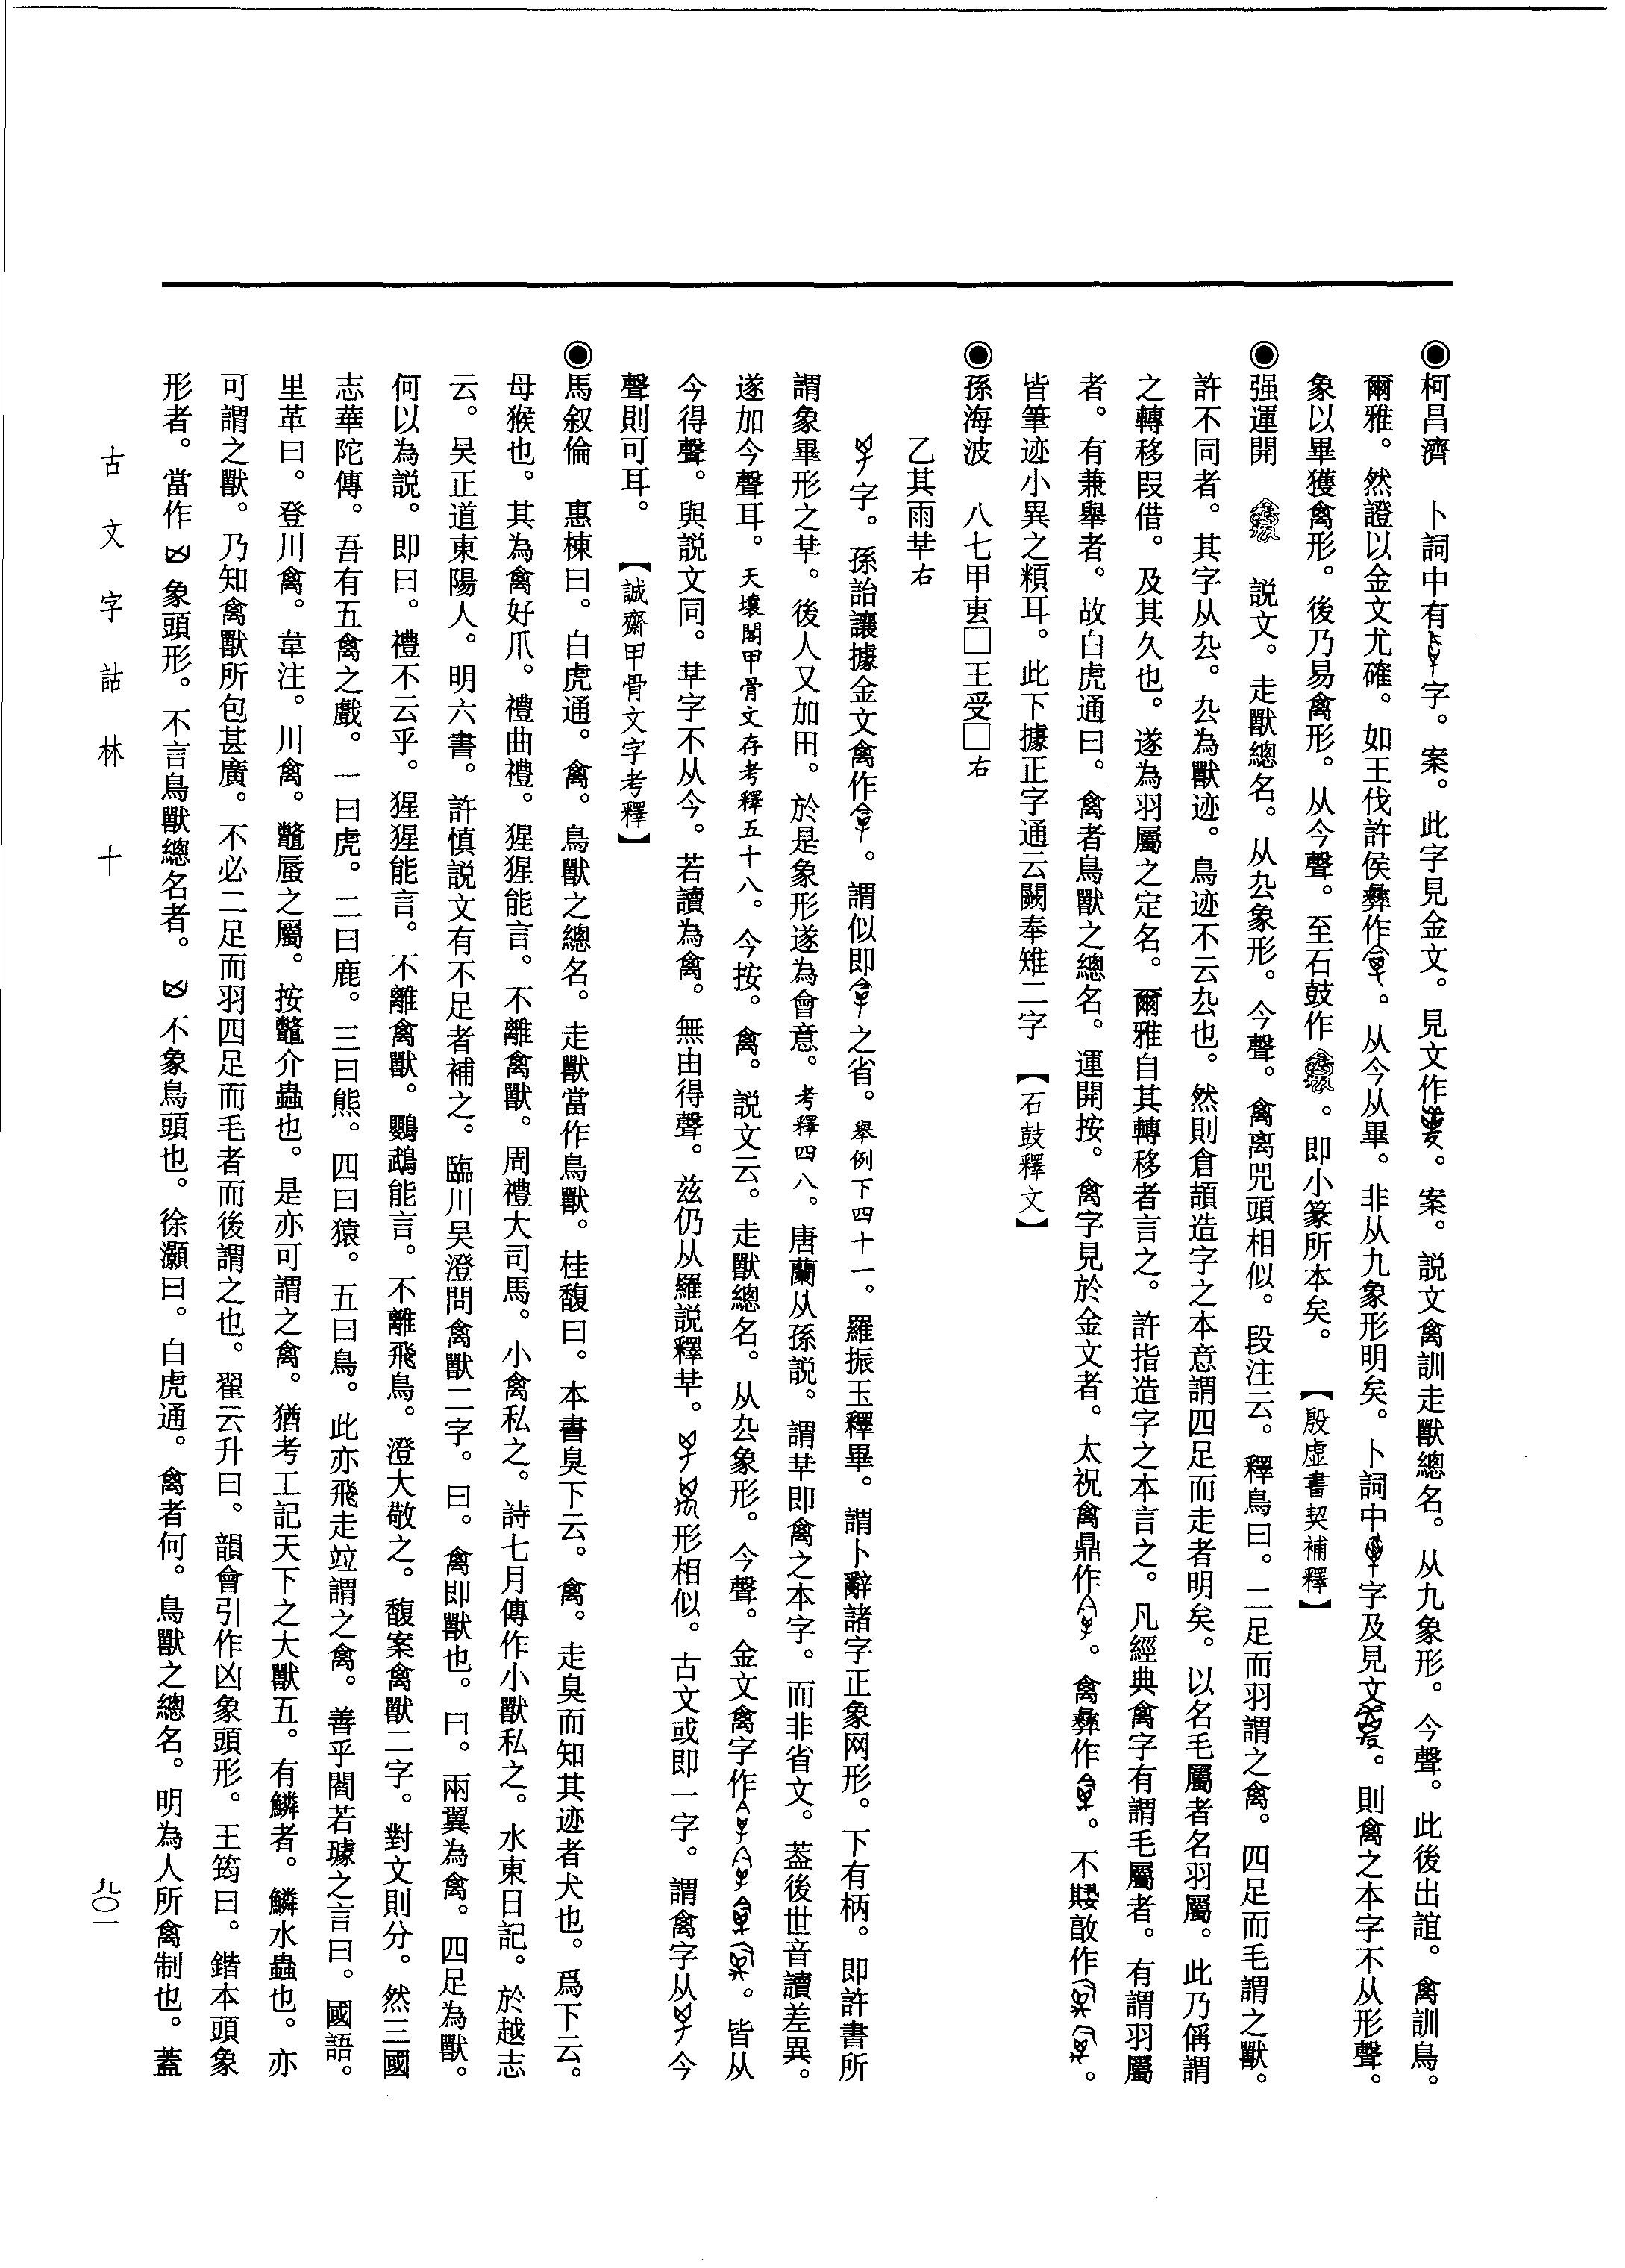 ◉柯昌濟　卜詞中有字。案。此字見金文。見文作。案。說文禽訓走獸總名。从九象形。今聲。此後出誼。禽訓鳥。
爾雅。然證以金文尤確。如王伐許侯彝作。从今从畢。非从九象形明矣。卜詞中字及見文。則禽之本字不从形聲。
象以畢獲禽形。後乃易禽形。从今聲。至石鼓作。即小篆所本矣。　【殷虛書契補釋】
◉强運開　説文。走獸總名。从厹象形。今聲。禽离兕頭相似。段注云。釋鳥曰。二足而羽謂之禽。四足而毛謂之獸。
許不同者。其字从厹。厹為獸迹。鳥迹不云厹也。然則倉頡造字之本意謂四足而走者明矣。以名毛屬者名羽屬。此乃偁謂
之轉移叚借。及其久也。遂為羽屬之定名。爾雅自其轉移者言之。許指造字之本言之。凡經典禽字有謂毛屬者。有謂羽屬
者。有兼舉者。故白虎通曰。禽者鳥獸之總名。運開按。禽字見於金文者。太祝禽鼎作。禽彝作。不㜝敢作。
皆筆迹小異之㮋耳。此下據正字通云闕奉雉二字　【石鼓釋文】
◉孫海波　八七甲叀□王受□右
乙其雨𢆉右
字。孫詒讓據金文禽作。謂似即之省。舉例下四十一。羅振玉釋畢。謂卜辭諸字正象网形。下有柄。即許書所
謂象畢形之𢆉。後人又加田。於是象形遂為會意。考釋四八。唐蘭从孫説。謂𢆉即禽之本字。而非省文。葢後世音讀差異。
遂加今聲耳。天壤閣甲骨文存考釋五十八。今按。禽。説文云。走獸總名。从厹象形。今聲。金文禽字作。皆从
今得聲。與説文同。𢆉字不从今。若讀為禽。無由得聲。兹仍从羅説釋𢆉。形相似。古文或即一字。謂禽字从今
聲則可耳。　【誠齋甲骨文字考釋】
◉馬叙倫　惠棟曰。白虎通。禽。鳥獸之總名。走獸當作鳥獸。桂馥曰。本書臭下云。禽。走臭而知其迹者犬也。爲下云。
母猴也。其為禽好爪。禮曲禮。猩猩能言。不離禽獸。周禮大司馬。小禽私之。詩七月傳作小獸私之。水東日記。於越志
云。吴正道東陽人。明六書。許慎説文有不足者補之。臨川吴澄問禽獸二字。曰。禽即獸也。曰。兩翼為禽。四足為獸。
何以為説。即曰。禮不云乎。猩猩能言。不離禽獸。鸚鵡能言。不離飛鳥。澄大敬之。馥案禽獸二字。對文則分。然三國
志華陀傳。吾有五禽之戲。一曰虎。二曰鹿。三曰熊。四曰猿。五曰鳥。此亦飛走竝謂之禽。善乎閻若璩之言曰。國語。
里革曰。登川禽。韋注。川禽。鼈蜃之屬。按鼈介蟲也。是亦可謂之禽。猶考工記天下之大獸五。有鱗者。鱗水蟲也。亦
可謂之獸。乃知禽獸所包甚廣。不必二足而羽四足而毛者而後謂之也。翟云升曰。韻會引作凶象頭形。王筠曰。鍇本頭象
形者。當作象頭形。不言鳥獸總名者。不象鳥頭也。徐灝曰。白虎通。禽者何。鳥獸之總名。明為人所禽制也。蓋
古文字詁林　十
九〇一